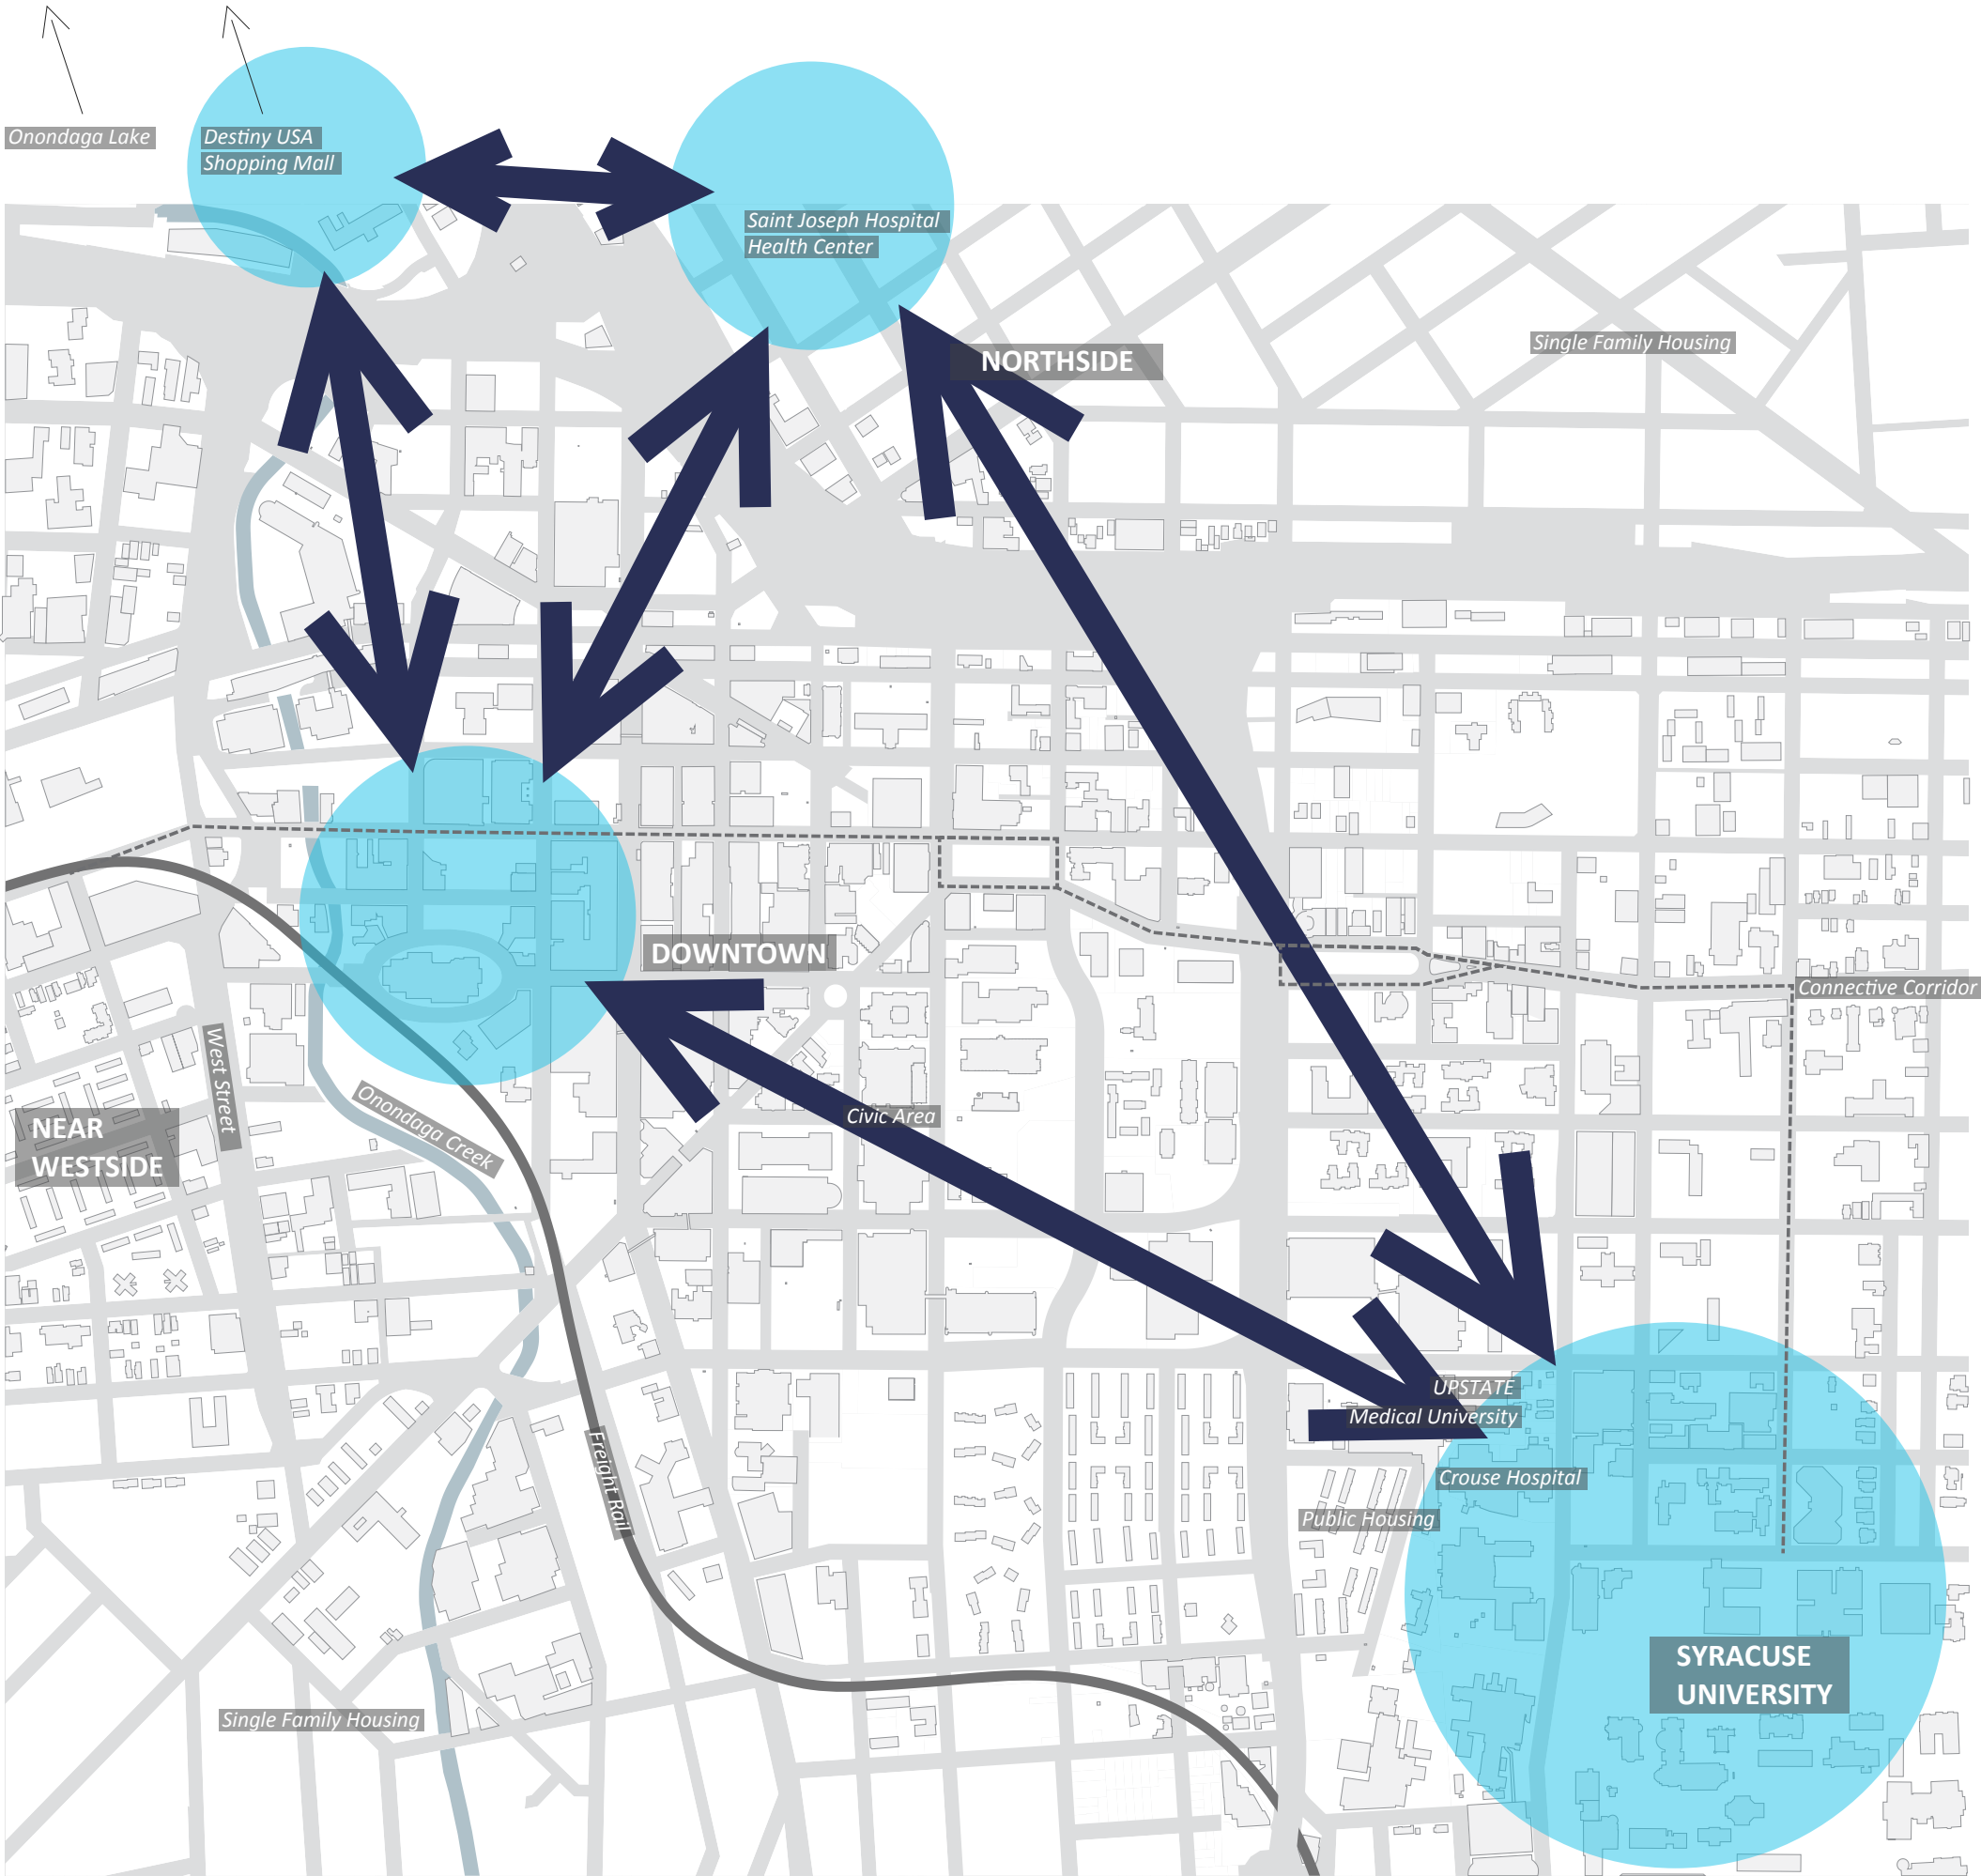 Onondaga Lake
Destiny USA
Shopping Mall
Saint Joseph Hospital
Health Center
Single Family Housing
NORTHSIDE
DOWNTOWN
Connective Corridor
West Street
Onondaga Creek
Civic Area
NEAR
WESTSIDE
UPSTATE
Medical University
Crouse Hospital
Public Housing
Freight Rail
SYRACUSE
UNIVERSITY
Single Family Housing